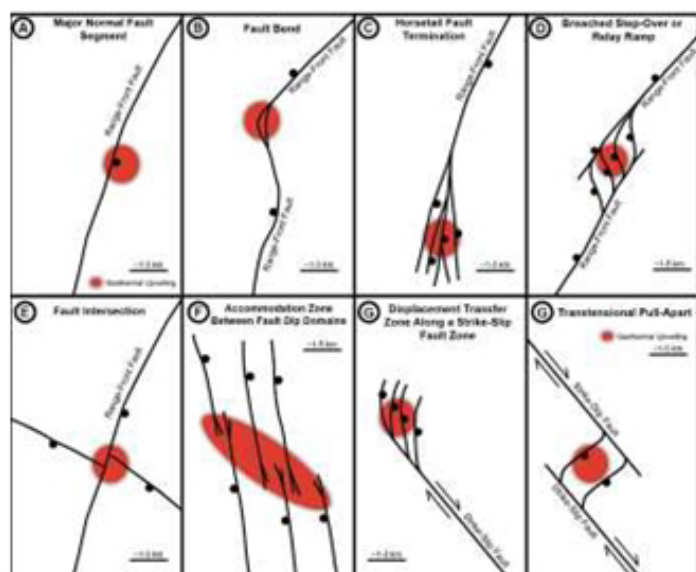 A
Major Normal Fault
Segment
Range-Front Fault
Geothermal Upwelling
B
Fault Bend
Range-Front Fault
Range-Front Fault
C
Horsetail Fault
Termination
Range-Front Fault
D
Breached Step-Over or
Relay Ramp
Range-Front Fault
Range-Front Fault
E
Fault Intersection
Range-Front Fault
F
Accommodation Zone
Between Fault Dip Domains
G
Displacement Transfer
Zone Along a Strike-Slip
Fault Zone
Strike-Slip Fault
G
Transtensional Pull-Apart
Geothermal Upwelling
Strike-Slip Fault
Strike-Slip Fault